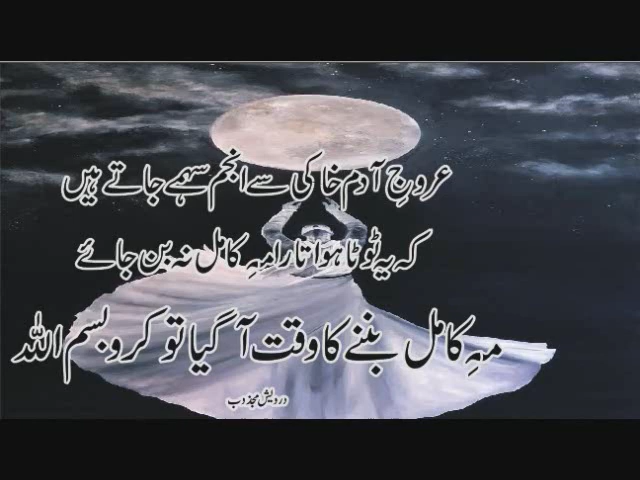 عروجِ آدم خاکی سے انجم سہمے جاتے ہیں
کہ یہ ٹوٹا ہوا تارا مہِ کامل نہ بن جائے
مہِ کامل بننے کا وقت آ گیا تو کرو بسم اللہ
درویش مجذوب